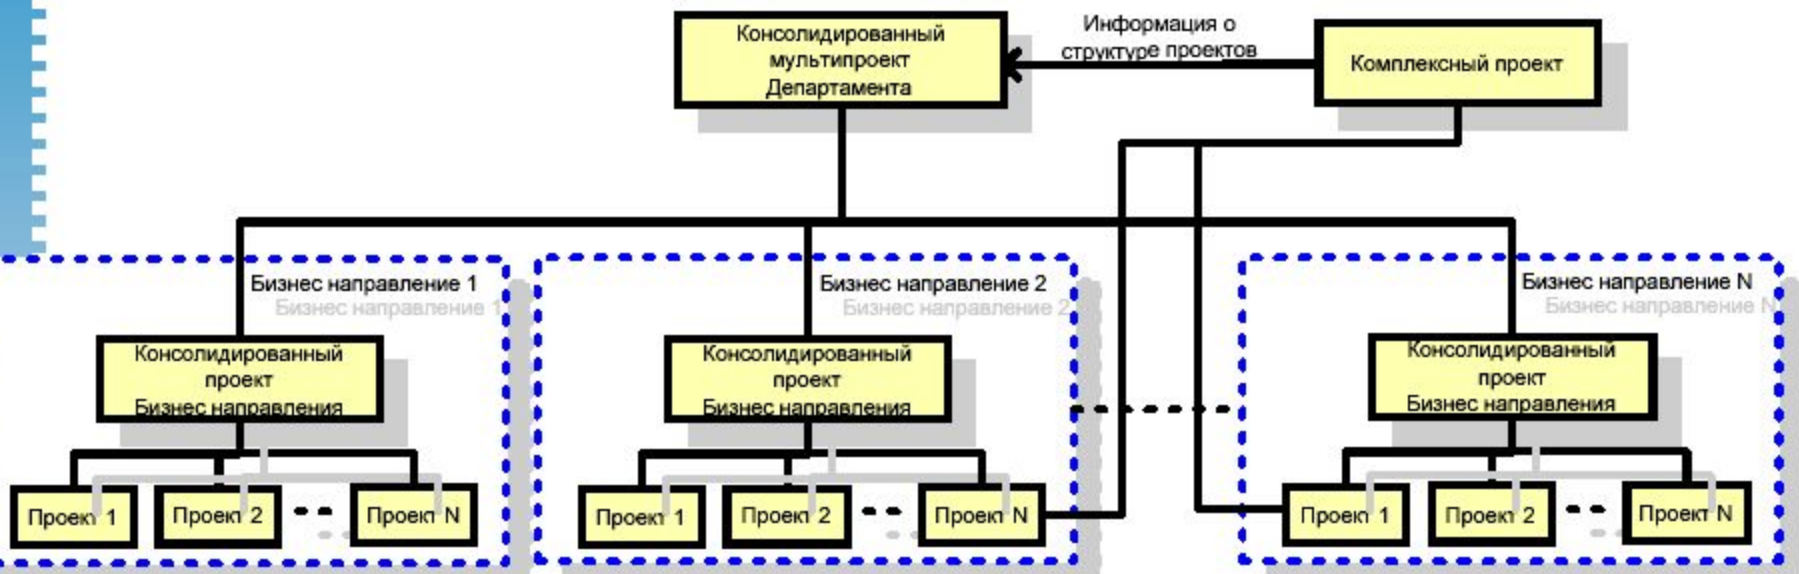 Консолидированный
мультипроект
Департамента
Информация о
структуре проектов
Комплексный проект
Бизнес направление 1
Бизнес направление 1
Консолидированный
проект
Бизнес направления
Проект 1
Проект 2
Проект N
Бизнес направление 2
Бизнес направление 2
Консолидированный
проект
Бизнес направления
Проект 1
Проект 2
Проект N
Бизнес направление N
Бизнес направление N
Консолидированный
проект
Бизнес направления
Проект 1
Проект 2
Проект N